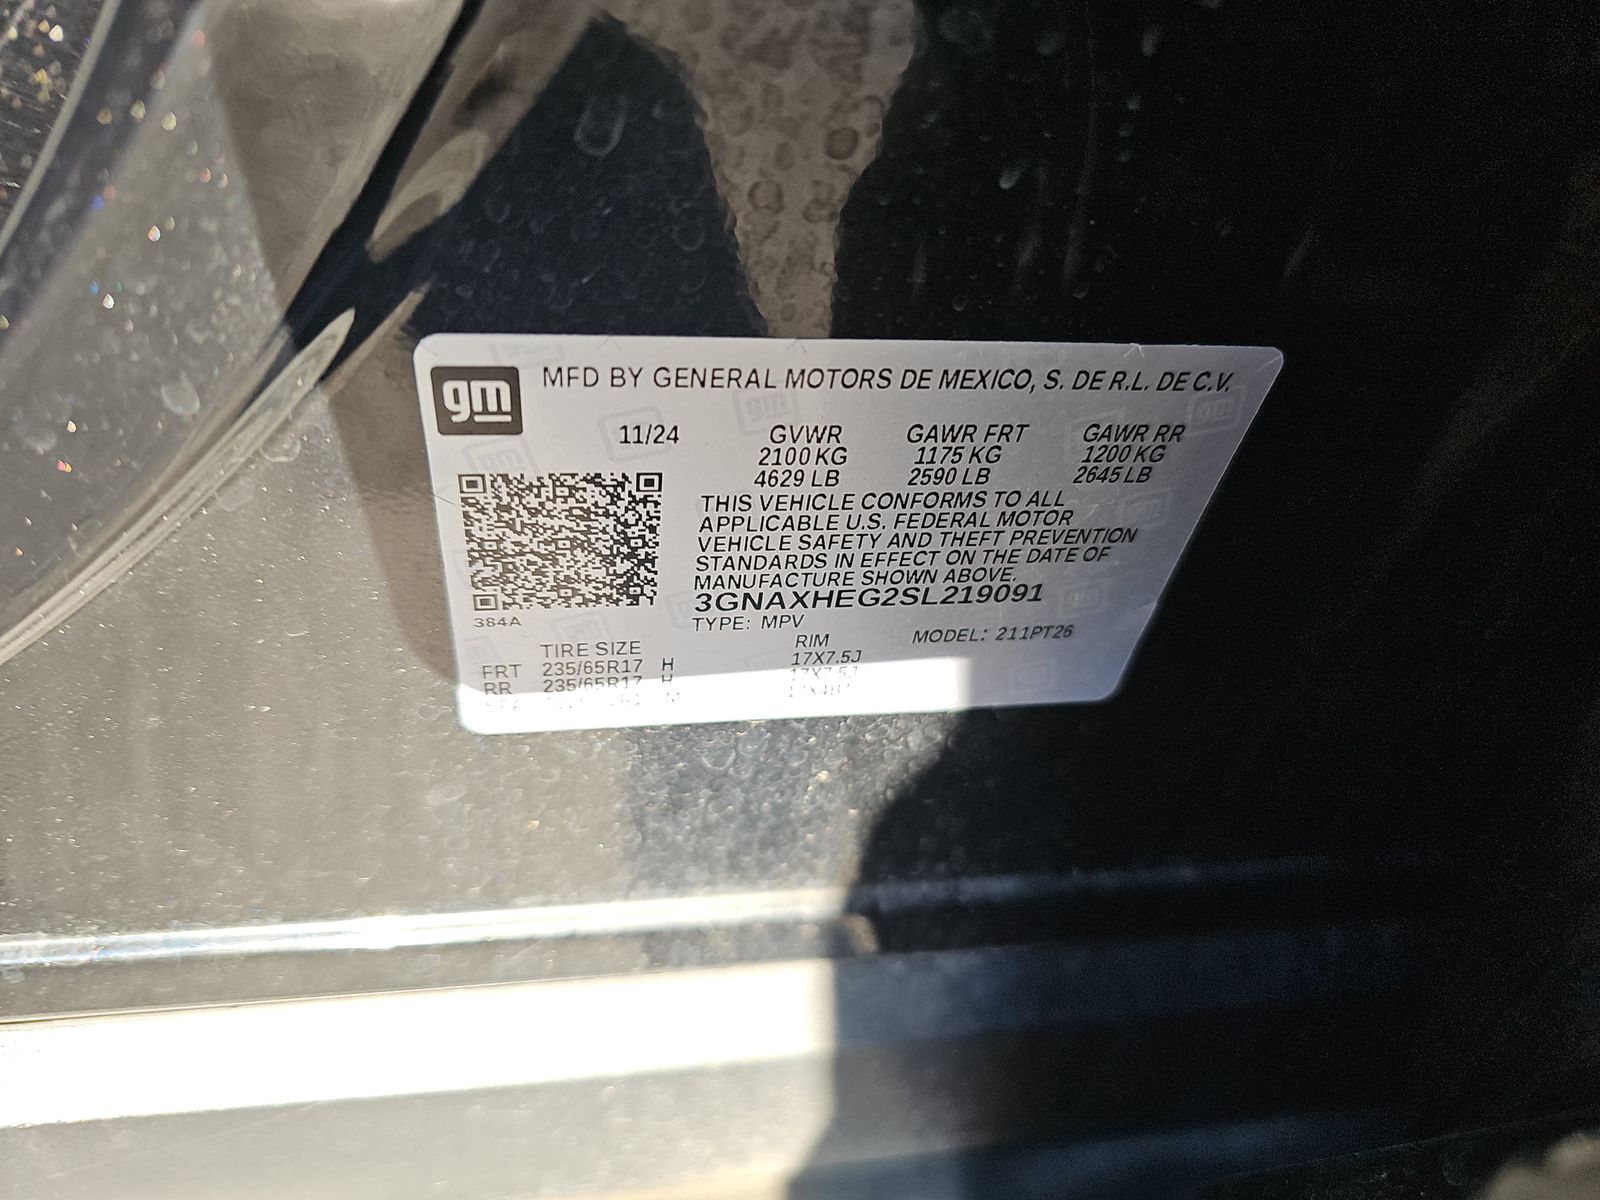 gm MFD BY GENERAL MOTORS DE MEXICO, S. DE R.L. DE C.V.
11/24 GVWR GAWR FRT GAWR RR
2100 KG 1175 KG 1200 KG
4629 LB 2590 LB 2645 LB
THIS VEHICLE CONFORMS TO ALL
APPLICABLE U.S. FEDERAL MOTOR
VEHICLE SAFETY AND THEFT PREVENTION
STANDARDS IN EFFECT ON THE DATE OF
MANUFACTURE SHOWN ABOVE.
3GNAXHEG2SL219091
384A TYPE: MPV MODEL: 211PT26
TIRE SIZE RIM
FRT 235/65R17 H 17X7.5J
RR 235/65R17 H 17X7.5J
M